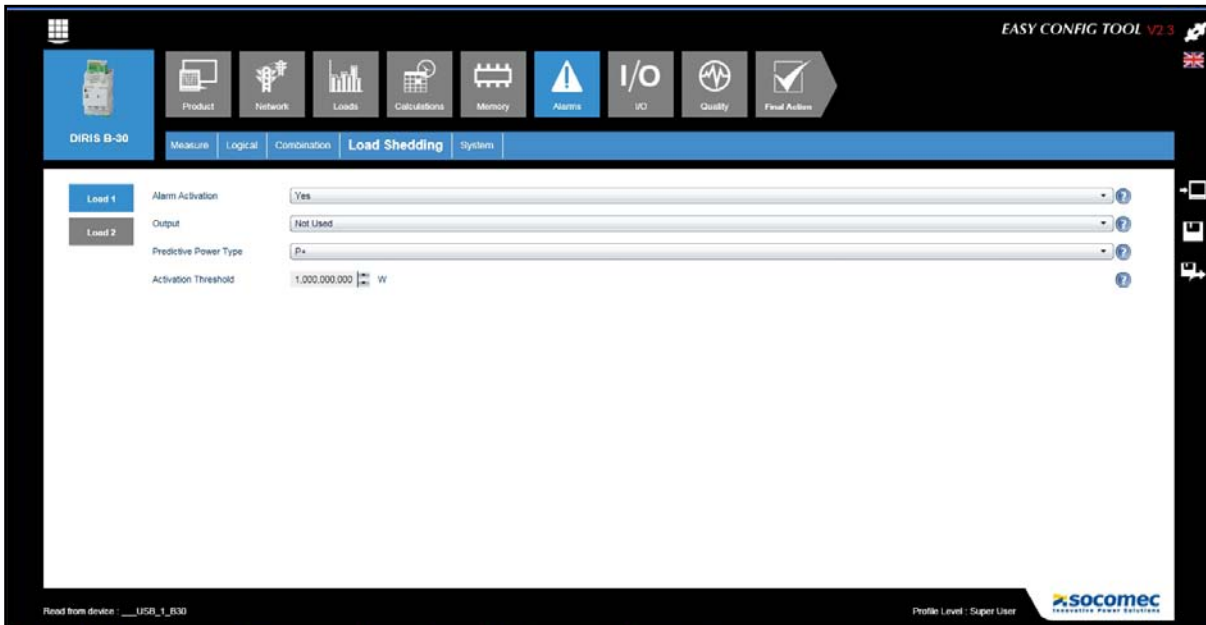 EASY CONFIG TOOL V2.3
DIRIS B-30
Product
Network
Loads
Calculations
Memory
Alarms
I/O
I/O
Quality
Final Action
Measure
Logical
Combination
Load Shedding
System
Load 1
Load 2
Alarm Activation
Yes
Output
Not Used
Predictive Power Type
P+
Activation Threshold
1,000,000,000 W
Read from device : ___USB_1_B30
Profile Level : Super User
socomec
Innovative Power Solutions